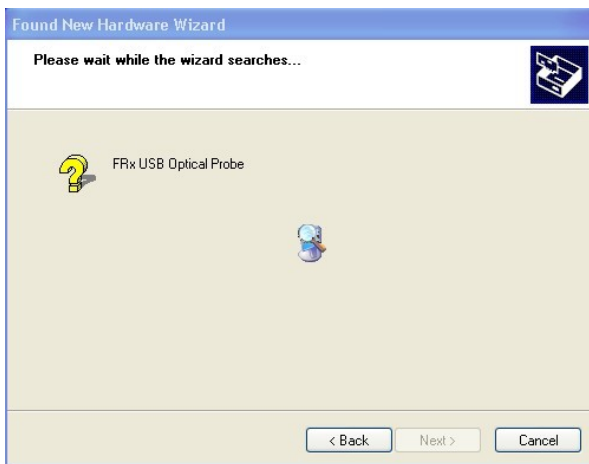 Found New Hardware Wizard
Please wait while the wizard searches...
FRx USB Optical Probe
< Back
Next >
Cancel